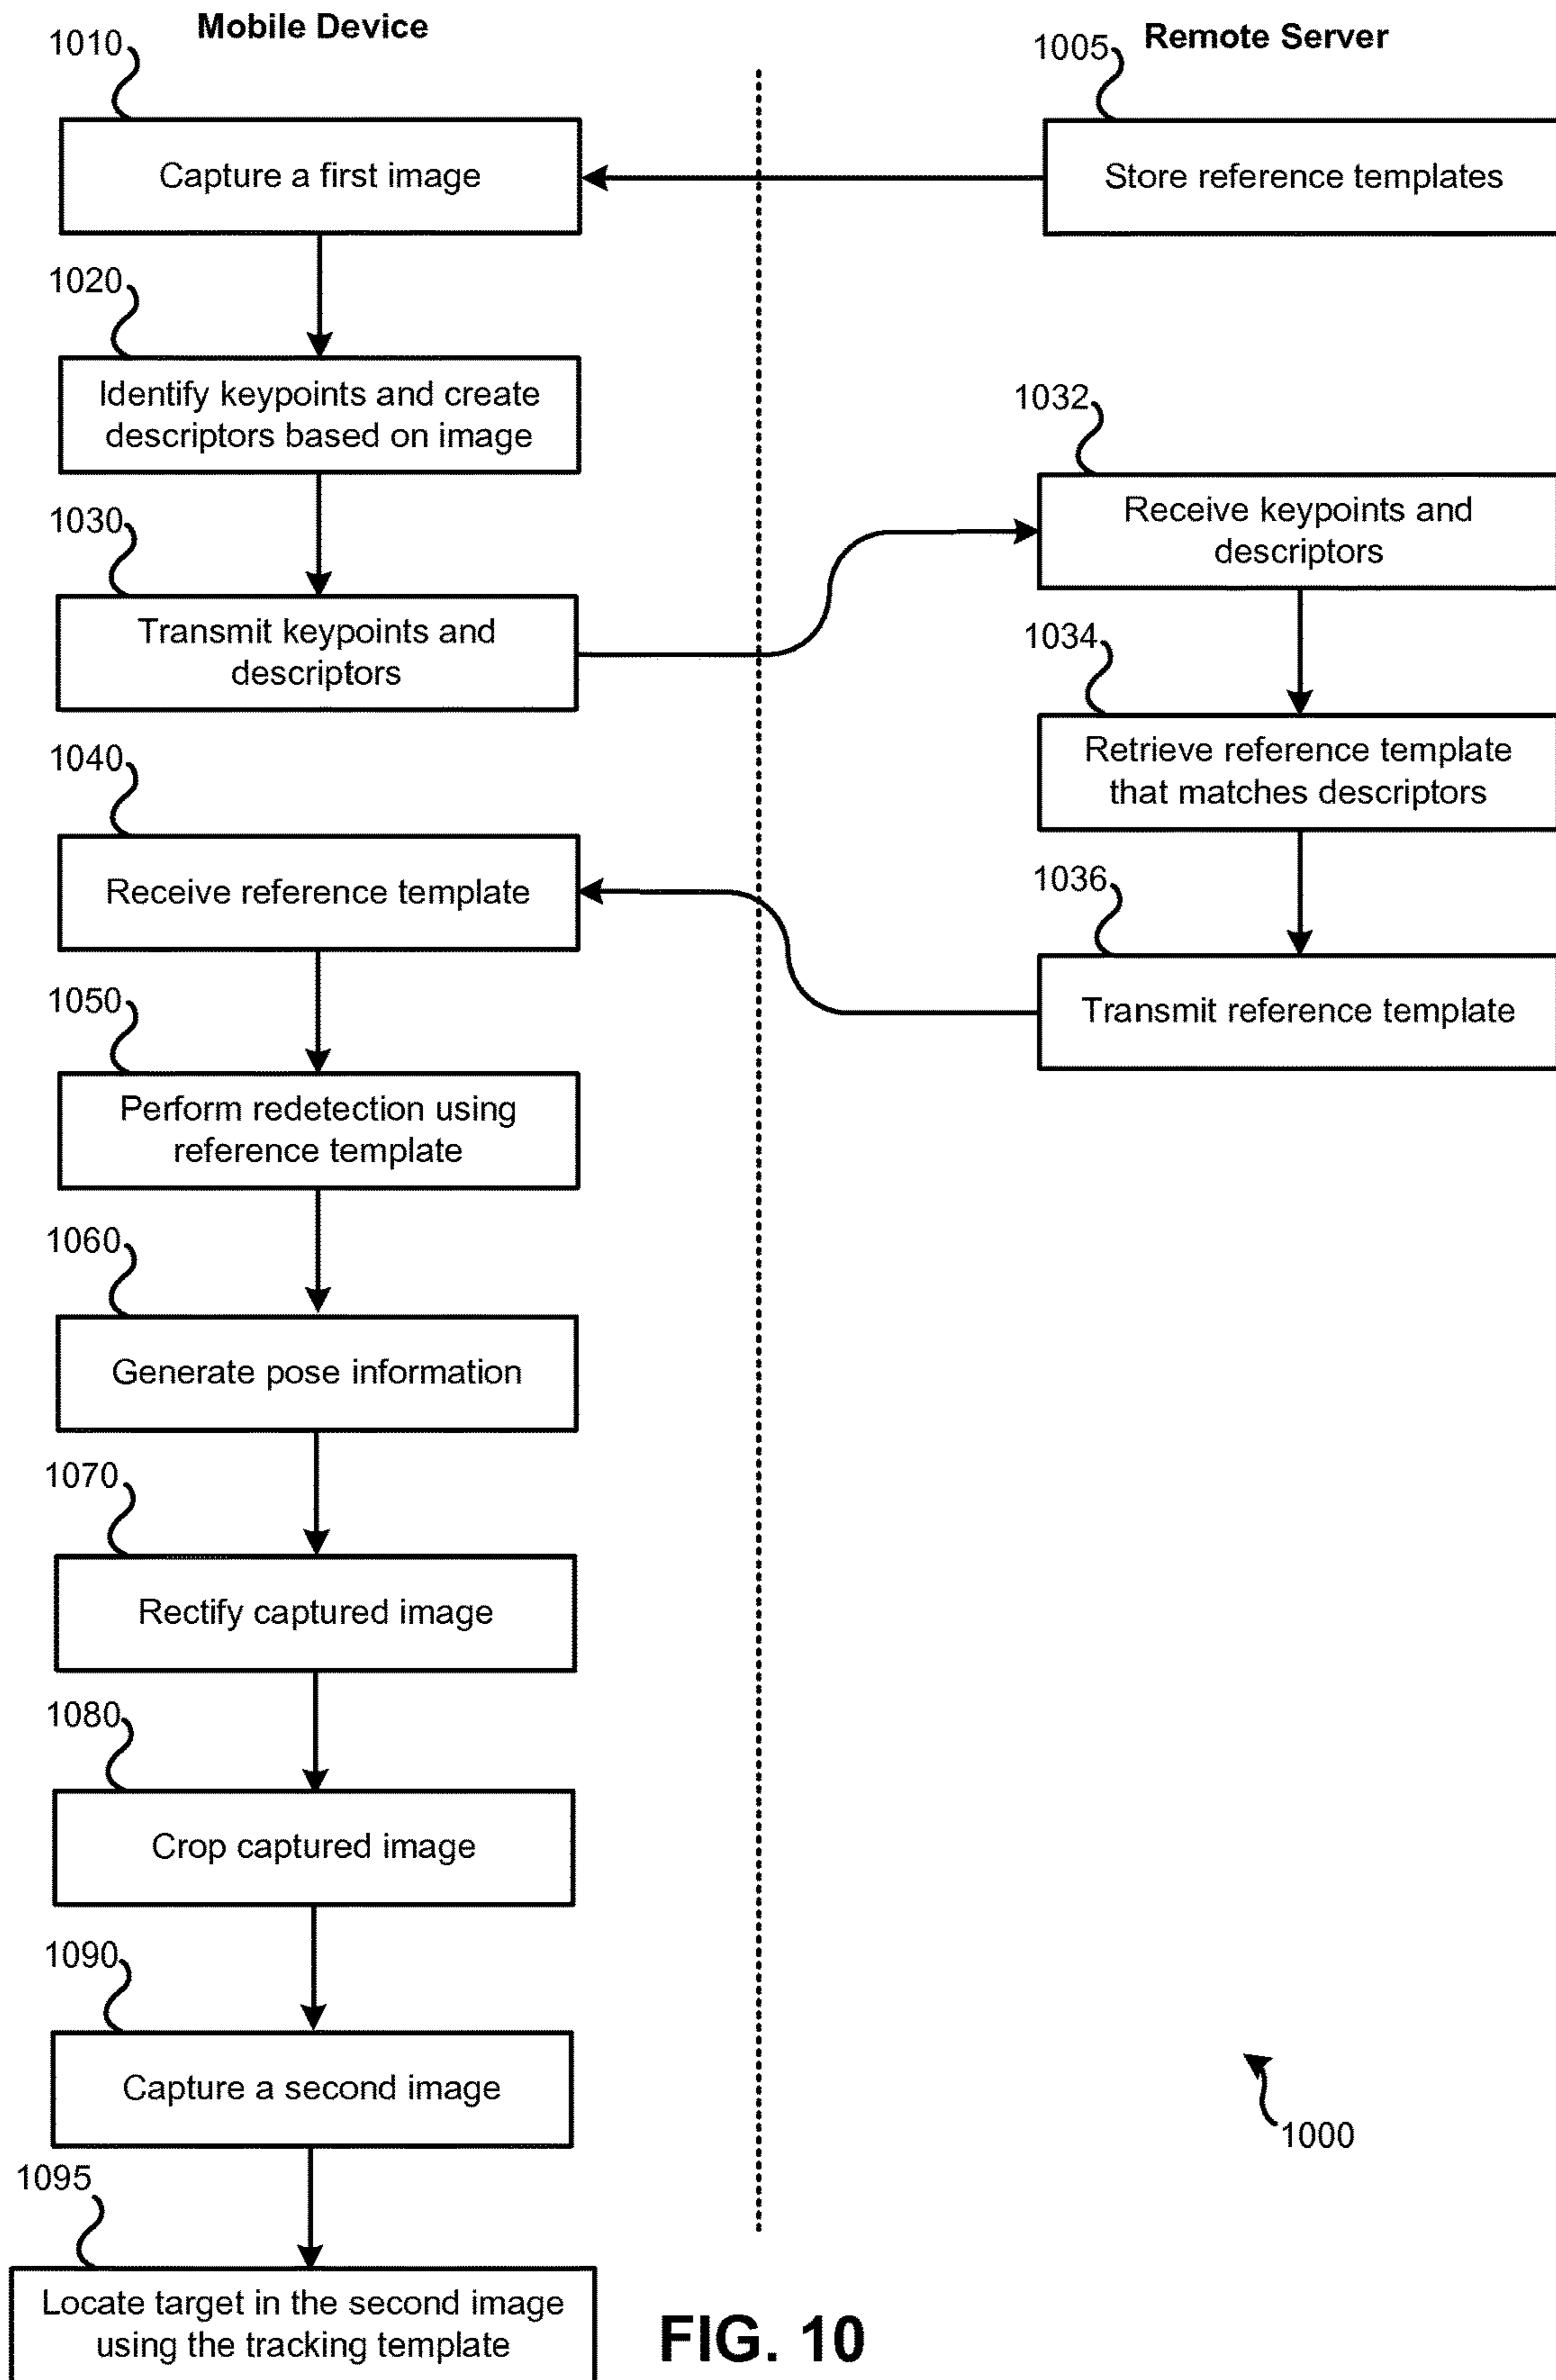 Mobile Device
Remote Server
1010
1005
Capture a first image
Store reference templates
1020
Identify keypoints and create
descriptors based on image
1032
Receive keypoints and
descriptors
1030
Transmit keypoints and
descriptors
1034
Retrieve reference template
that matches descriptors
1040
Receive reference template
1036
Transmit reference template
1050
Perform redetection using
reference template
1060
Generate pose information
1070
Rectify captured image
1080
Crop captured image
1090
Capture a second image
1000
1095
Locate target in the second image
using the tracking template
FIG. 10